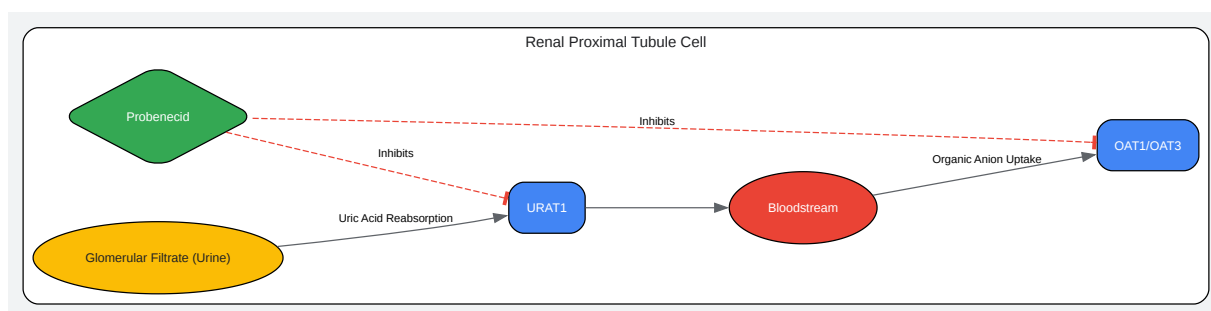 Renal Proximal Tubule Cell
Probenecid
Inhibits
Inhibits
OAT1/OAT3
Organic Anion Uptake
URAT1
Bloodstream
Uric Acid Reabsorption
Glomerular Filtrate (Urine)